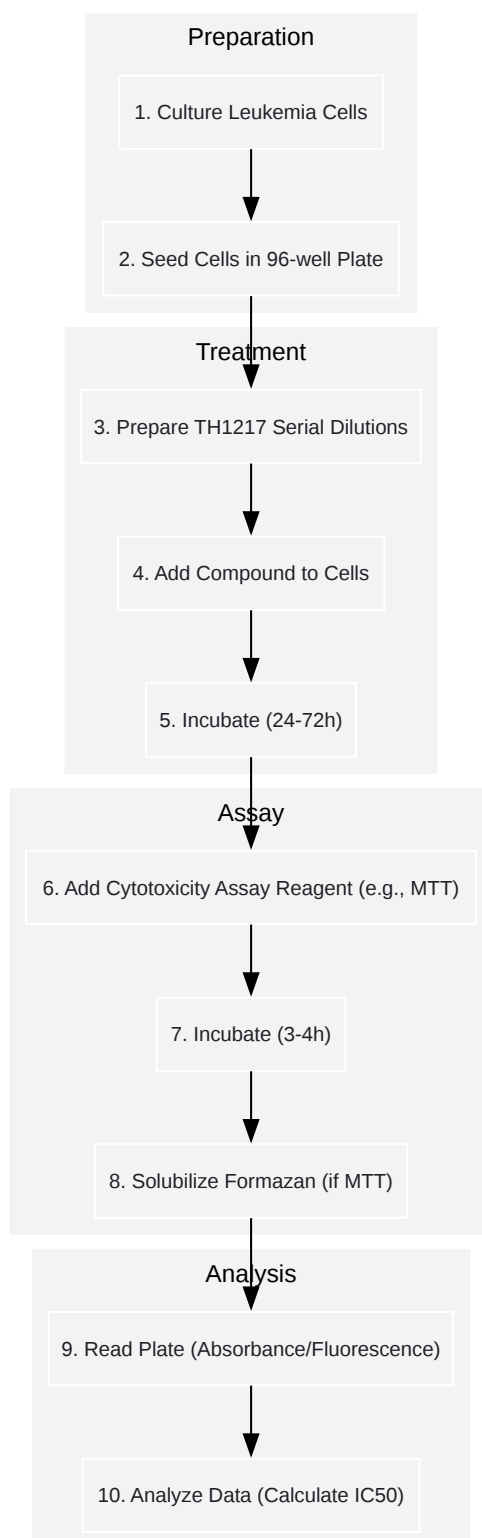 Preparation
1. Culture Leukemia Cells
2. Seed Cells in 96-well Plate
Treatment
3. Prepare TH1217 Serial Dilutions
4. Add Compound to Cells
5. Incubate (24-72h)
Assay
6. Add Cytotoxicity Assay Reagent (e.g., MTT)
7. Incubate (3-4h)
8. Solubilize Formazan (if MTT)
Analysis
9. Read Plate (Absorbance/Fluorescence)
10. Analyze Data (Calculate IC50)